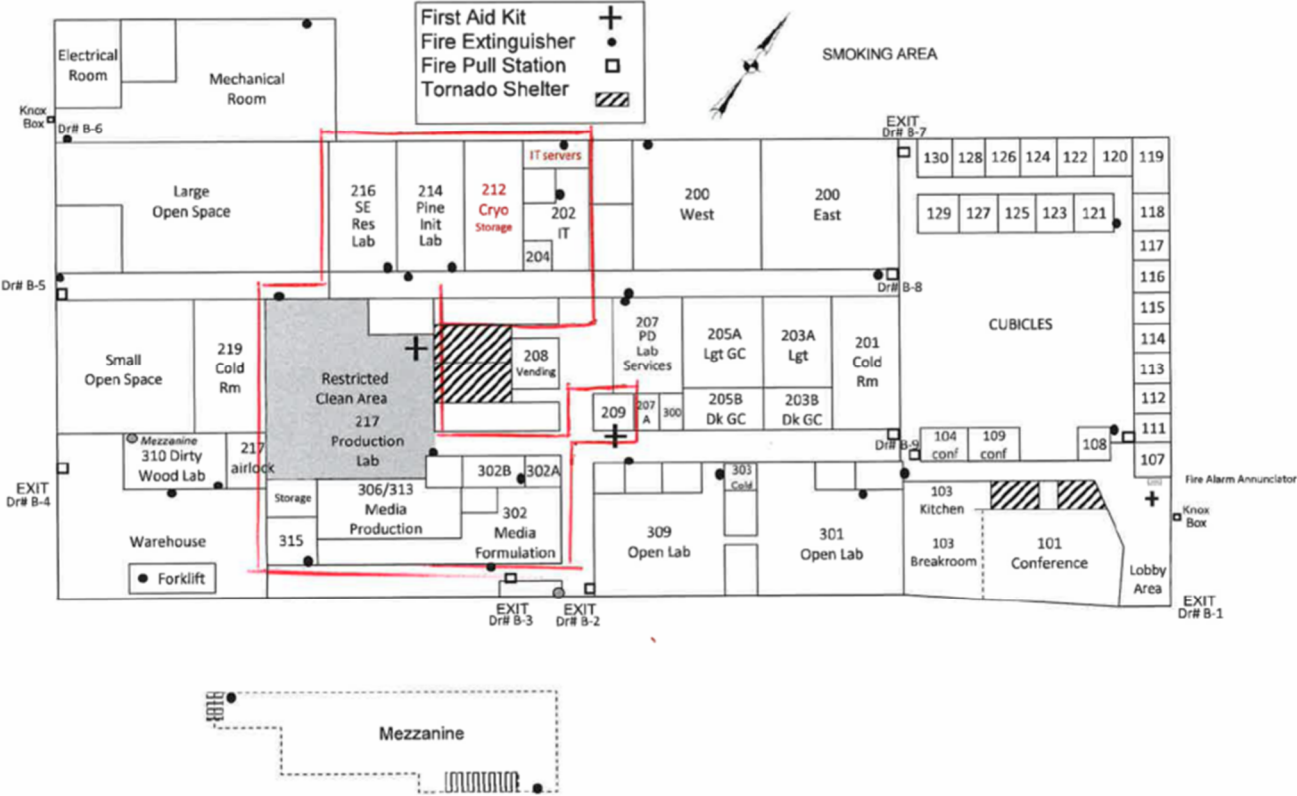 First Aid Kit
Fire Extinguisher
Fire Pull Station
Tornado Shelter
SMOKING AREA
Electrical
Room
Mechanical
Room
Knox
Box
Dr# B-6
EXIT
Dr# B-7
Large
Open Space
216
SE
Res
Lab
214
Pine
Init
Lab
212
Cryo
Storage
IT servers
202
IT
204
200
West
200
East
130
128
126
124
122
120
119
129
127
125
123
121
118
117
116
115
114
113
112
111
107
CUBICLES
Dr# B-5
Dr# B-8
Small
Open Space
219
Cold
Rm
Restricted
Clean Area
217
Production
Lab
208
Vending
207
PD
Lab
Services
205A
Lgt GC
203A
Lgt
201
Cold
Rm
205B
Dk GC
203B
Dk GC
209
207
A
300
Dr# B-9
104
conf
109
conf
108
Mezzanine
310 Dirty
Wood Lab
217
airlock
EXIT
Dr# B-4
Storage
306/313
Media
Production
302B
302A
302
Media
Formulation
315
303
Cold
309
Open Lab
301
Open Lab
103
Kitchen
103
Breakroom
101
Conference
Lobby
Area
Fire Alarm Annunciator
Knox
Box
Warehouse
Forklift
EXIT
Dr# B-3
EXIT
Dr# B-2
EXIT
Dr# B-1
Mezzanine